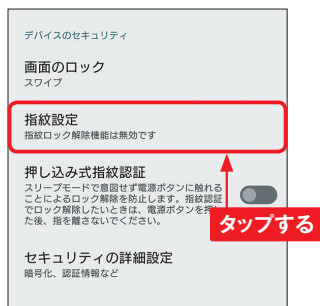 デバイスのセキュリティ
画面のロック
スワイプ
指紋設定
指紋ロック解除機能は無効です
押し込み式指紋認証
スリープモードで意図せず電源ボタンに触れる
ことによるロック解除を防止します。指紋認証
でロック解除したいときは、電源ボタンを押し
た後、指を離さないでください。
タップする
セキュリティの詳細設定
暗号化、認証情報など